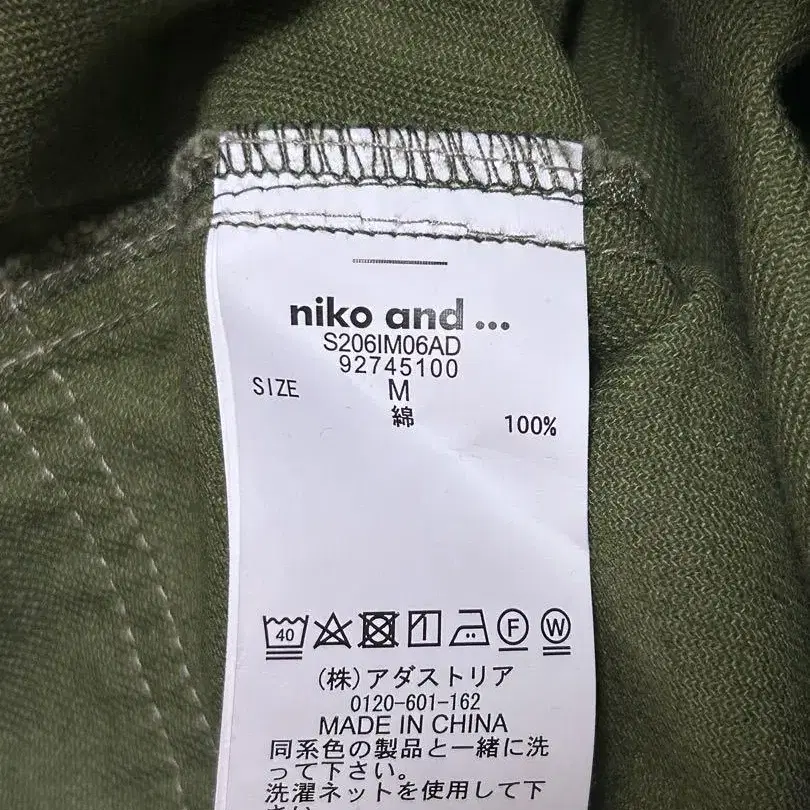 niko and ...
S206IM06AD
92745100
SIZE M
綿 100%
40 F W
(株)アダストリア
0120-601-162
MADE IN CHINA
同系色の製品と一緒に洗
って下さい。
洗濯ネットを使用して下